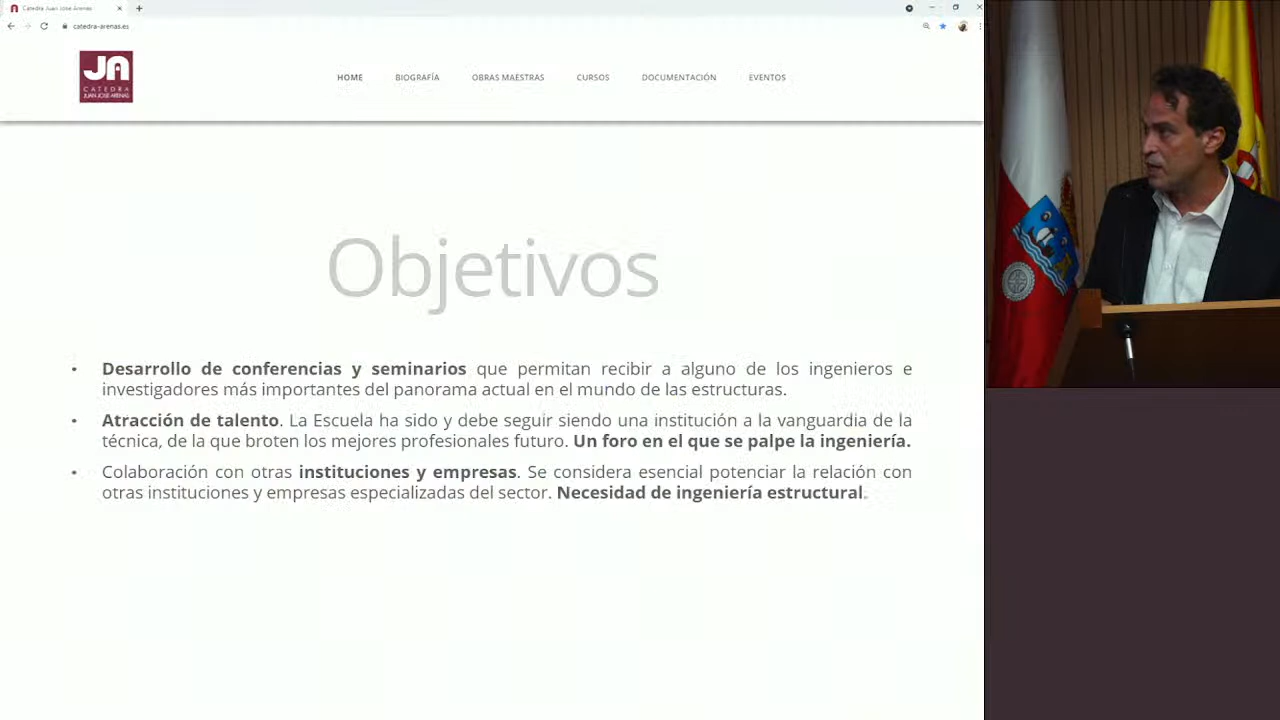 Cátedra Juan José Arenas
catedra-arenas.es
JA
CATEDRA
JUAN JOSÉ ARENAS
HOME
BIOGRAFÍA
OBRAS MAESTRAS
CURSOS
DOCUMENTACIÓN
EVENTOS
Objetivos
• Desarrollo de conferencias y seminarios que permitan recibir a alguno de los ingenieros e
investigadores más importantes del panorama actual en el mundo de las estructuras.
• Atracción de talento. La Escuela ha sido y debe seguir siendo una institución a la vanguardia de la
técnica, de la que broten los mejores profesionales futuro. Un foro en el que se palpe la ingeniería.
• Colaboración con otras instituciones y empresas. Se considera esencial potenciar la relación con
otras instituciones y empresas especializadas del sector. Necesidad de ingeniería estructural.